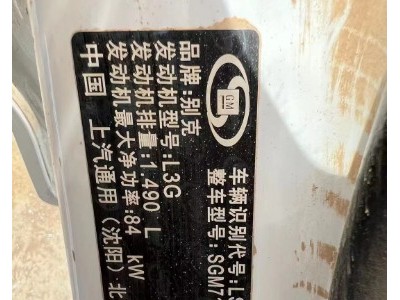 GM
品牌:别克
发动机型号:L3G
发动机排量:1.490 L
发动机最大净功率:84 kW
中国 上汽通用(沈阳)北
车辆识别代号:LS
整车型号:SGM7